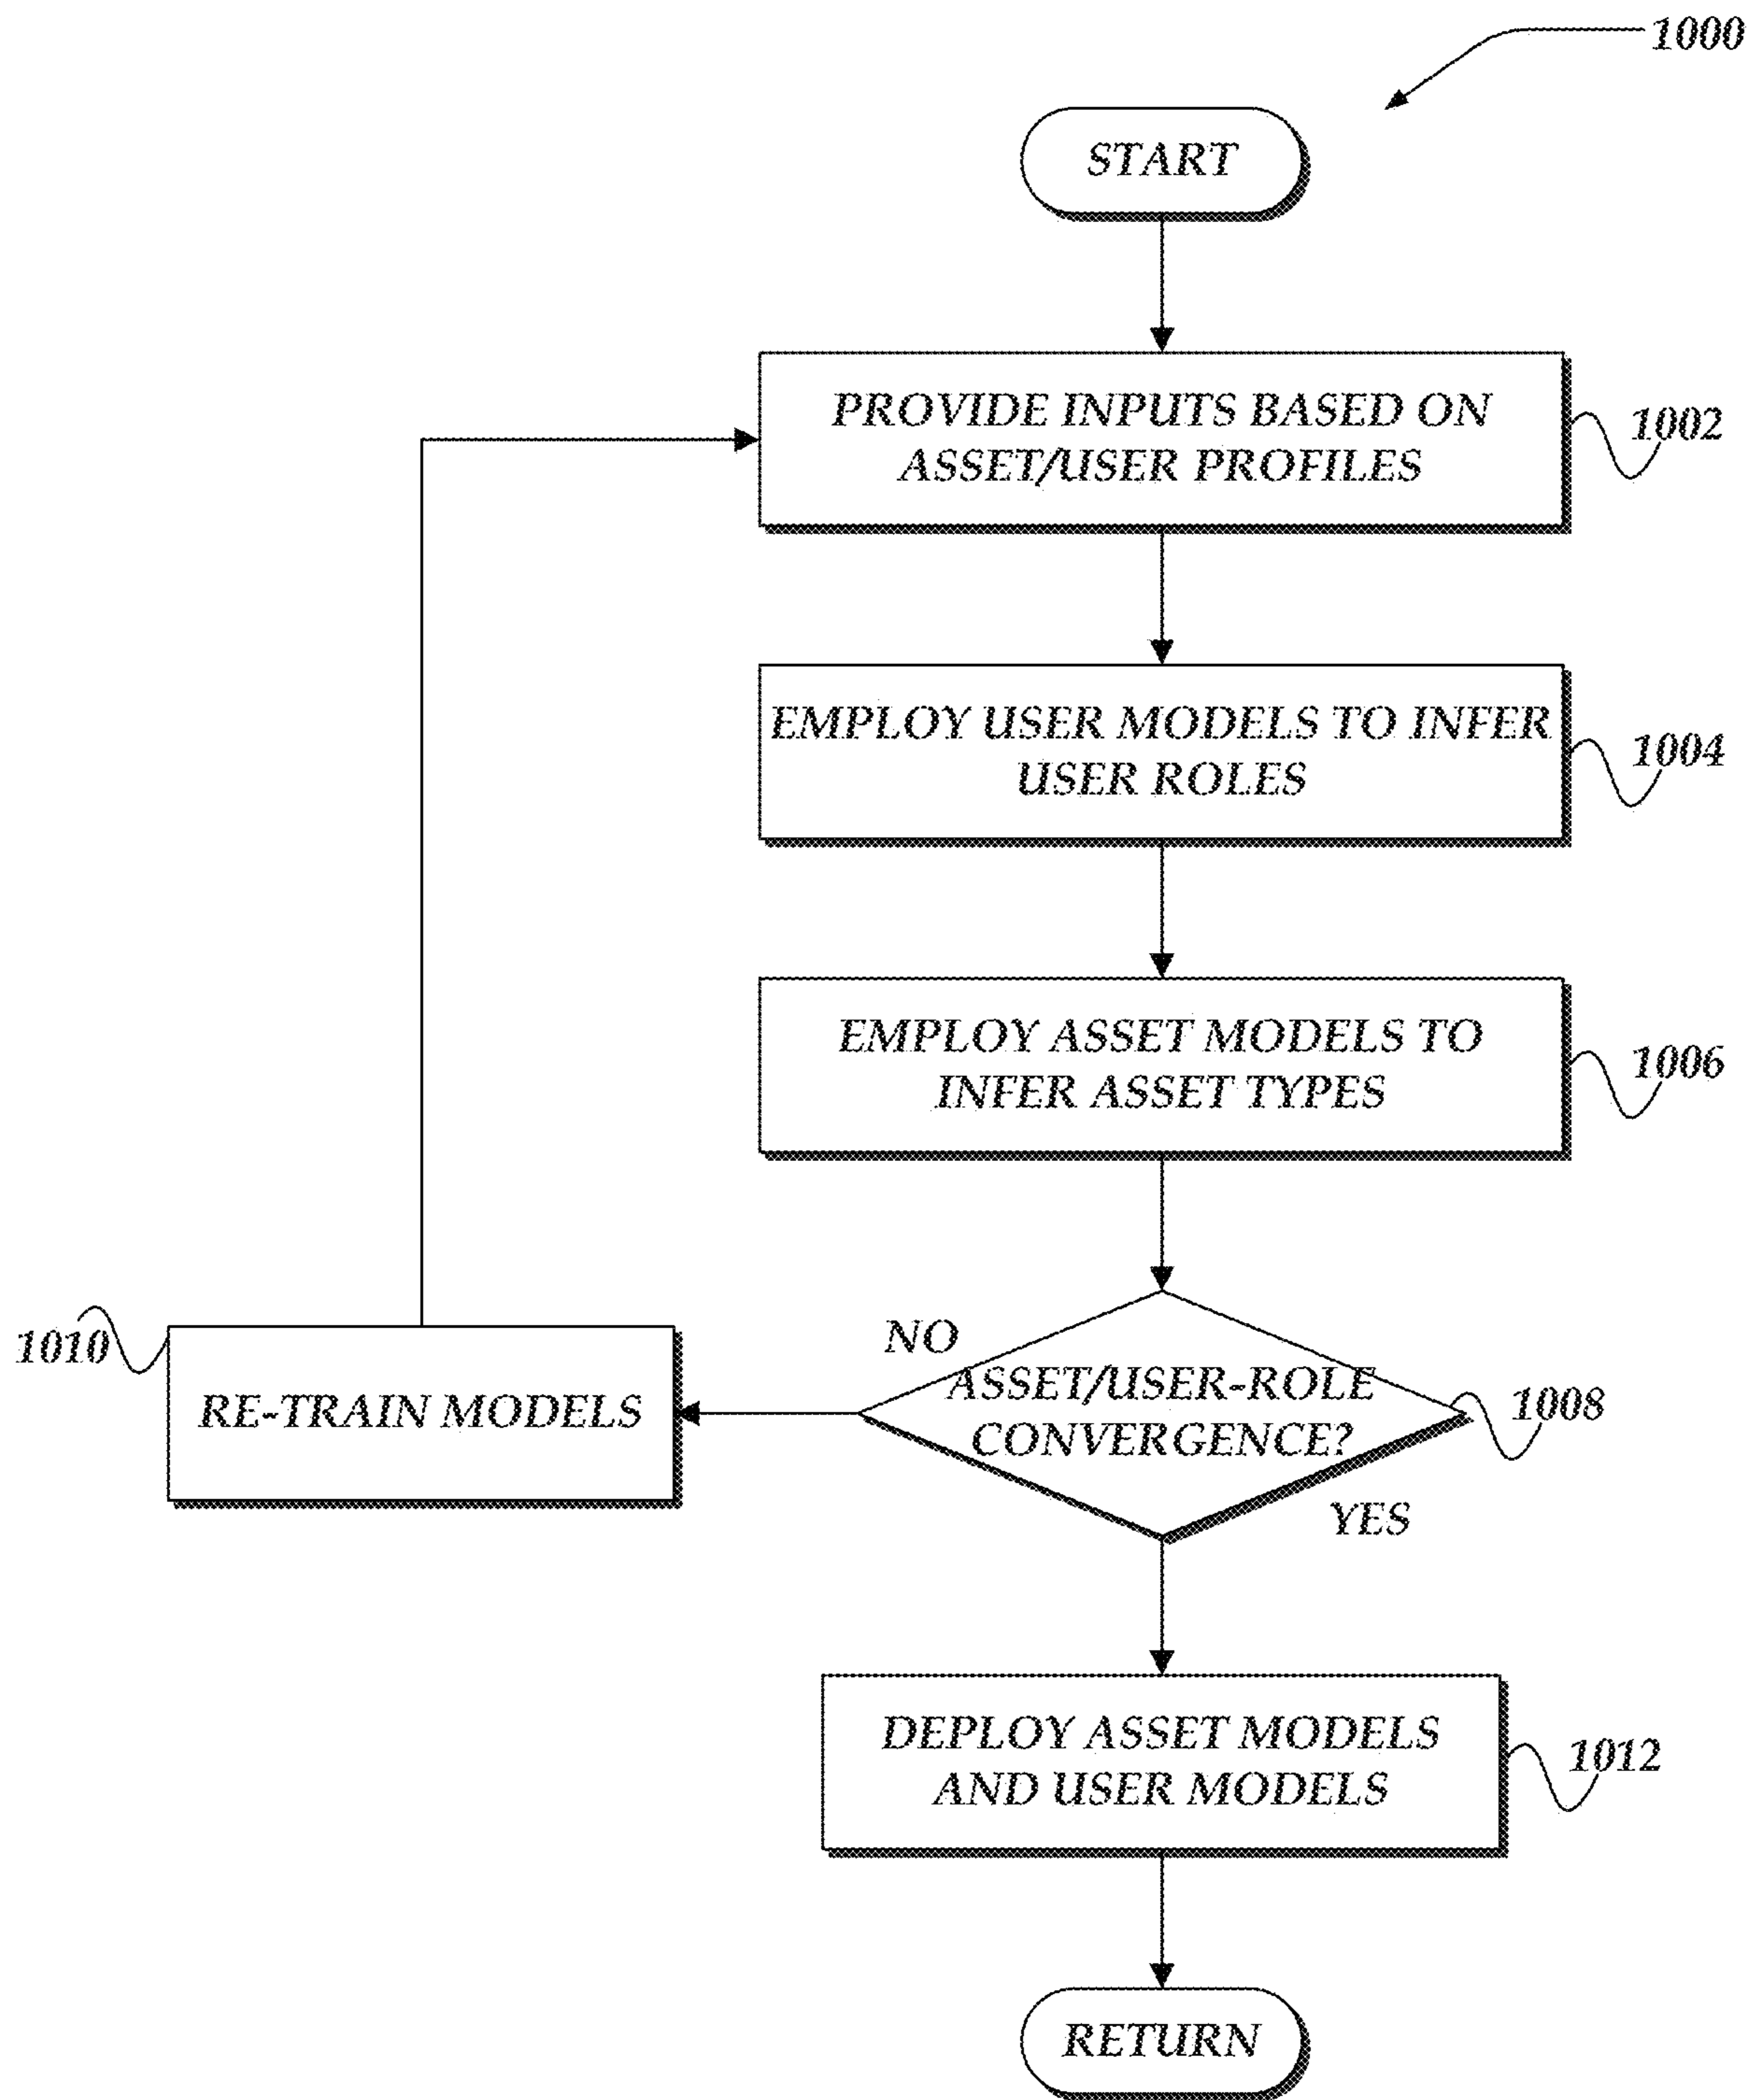 1000
START
PROVIDE INPUTS BASED ON
ASSET/USER PROFILES
1002
EMPLOY USER MODELS TO INFER
USER ROLES
1004
EMPLOY ASSET MODELS TO
INFER ASSET TYPES
1006
NO
ASSET/USER-ROLE
CONVERGENCE?
1008
YES
1010
RE-TRAIN MODELS
DEPLOY ASSET MODELS
AND USER MODELS
1012
RETURN